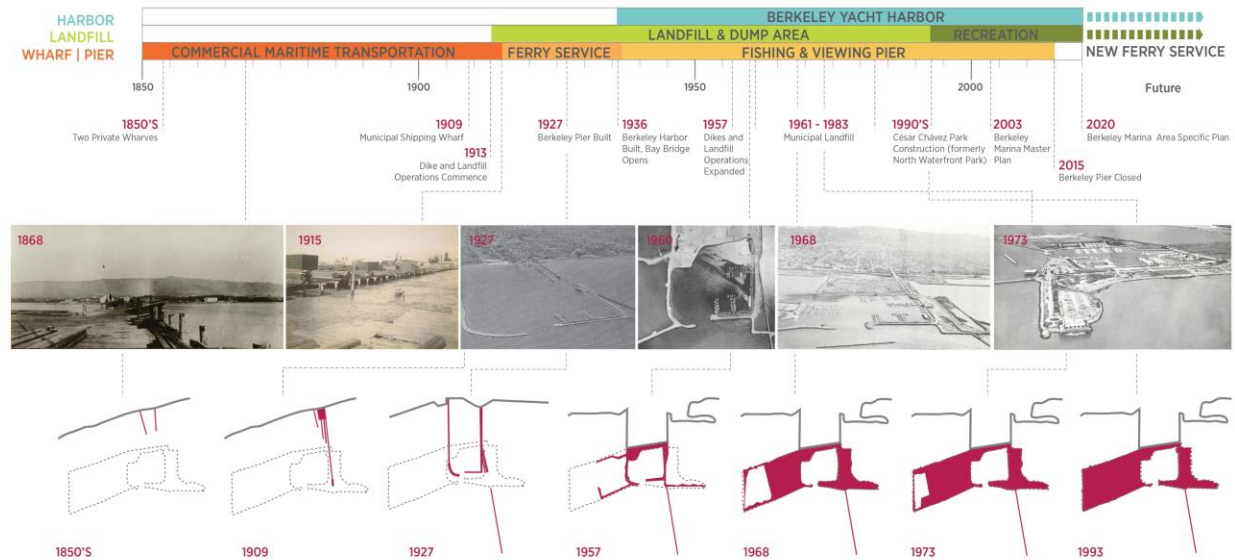 HARBOR
BERKELEY YACHT HARBOR
LANDFILL
LANDFILL & DUMP AREA
RECREATION
WHARF | PIER
COMMERCIAL MARITIME TRANSPORTATION
FERRY SERVICE
FISHING & VIEWING PIER
NEW FERRY SERVICE
1850
1900
1950
2000
Future
1850'S
Two Private Wharves
1909
Municipal Shipping Wharf
1913
Dike and Landfill
Operations Commence
1927
Berkeley Pier Built
1936
Berkeley Harbor
Built, Bay Bridge
Opens
1957
Dikes and
Landfill
Operations
Expanded
1961 - 1983
Municipal Landfill
1990'S
César Chávez Park
Construction (formerly
North Waterfront Park)
2003
Berkeley
Marina Master
Plan
2015
Berkeley Pier Closed
2020
Berkeley Marina Area Specific Plan
1868
1915
1927
1960
1968
1973
1850'S
1909
1927
1957
1968
1973
1993